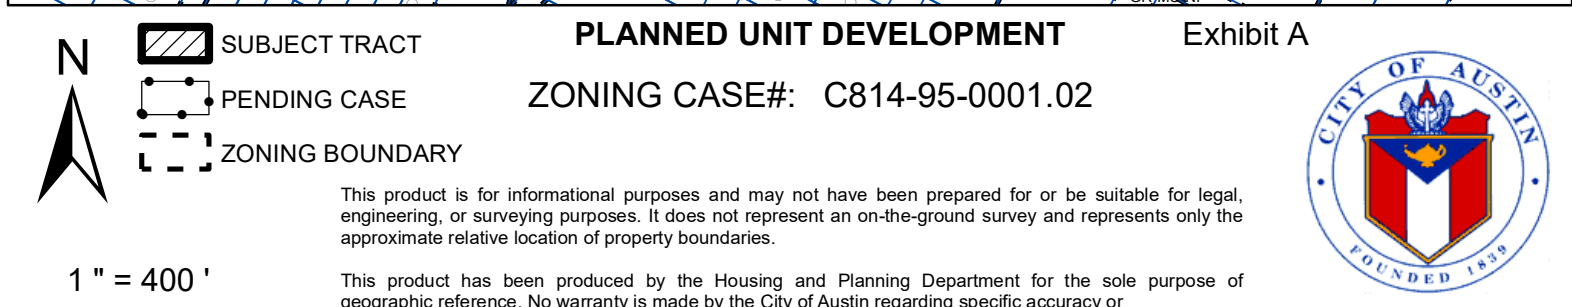 PLANNED UNIT DEVELOPMENT
Exhibit A
N
SUBJECT TRACT
PENDING CASE
ZONING CASE#: C814-95-0001.02
ZONING BOUNDARY
CITY OF AUSTIN
FOUNDED 1839
This product is for informational purposes and may not have been prepared for or be suitable for legal,
engineering, or surveying purposes. It does not represent an on-the-ground survey and represents only the
approximate relative location of property boundaries.
1 " = 400 '
This product has been produced by the Housing and Planning Department for the sole purpose of
geographic reference. No warranty is made by the City of Austin regarding specific accuracy or